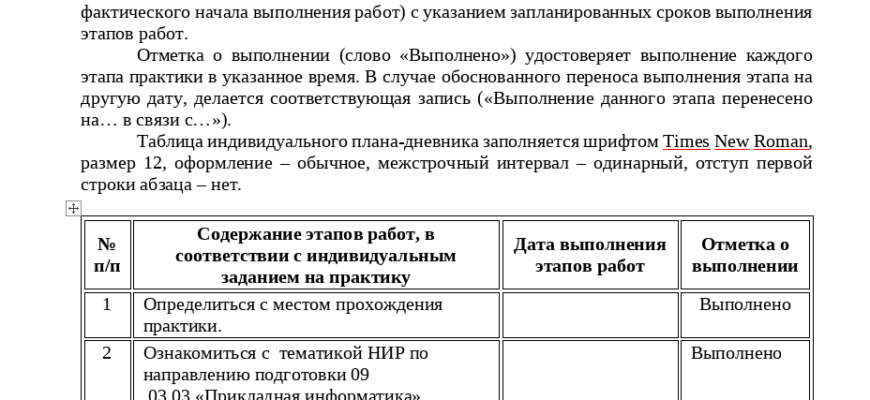 фактического начала выполнения работ) с указанием запланированных сроков выполнения
этапов работ.
Отметка о выполнении (слово «Выполнено») удостоверяет выполнение каждого
этапа практики в указанное время. В случае обоснованного переноса выполнения этапа на
другую дату, делается соответствующая запись («Выполнение данного этапа перенесено
на… в связи с…»).
Таблица индивидуального плана-дневника заполняется шрифтом Times New Roman,
размер 12, оформление – обычное, межстрочный интервал – одинарный, отступ первой
строки абзаца – нет.
№
п/п
Содержание этапов работ, в
соответствии с индивидуальным
заданием на практику
Дата выполнения
этапов работ
Отметка о
выполнении
1
Определиться с местом прохождения
практики.
Выполнено
2
Ознакомиться с  тематикой НИР по
направлению подготовки 09
.03.03 «Прикладная информатика»
Выполнено